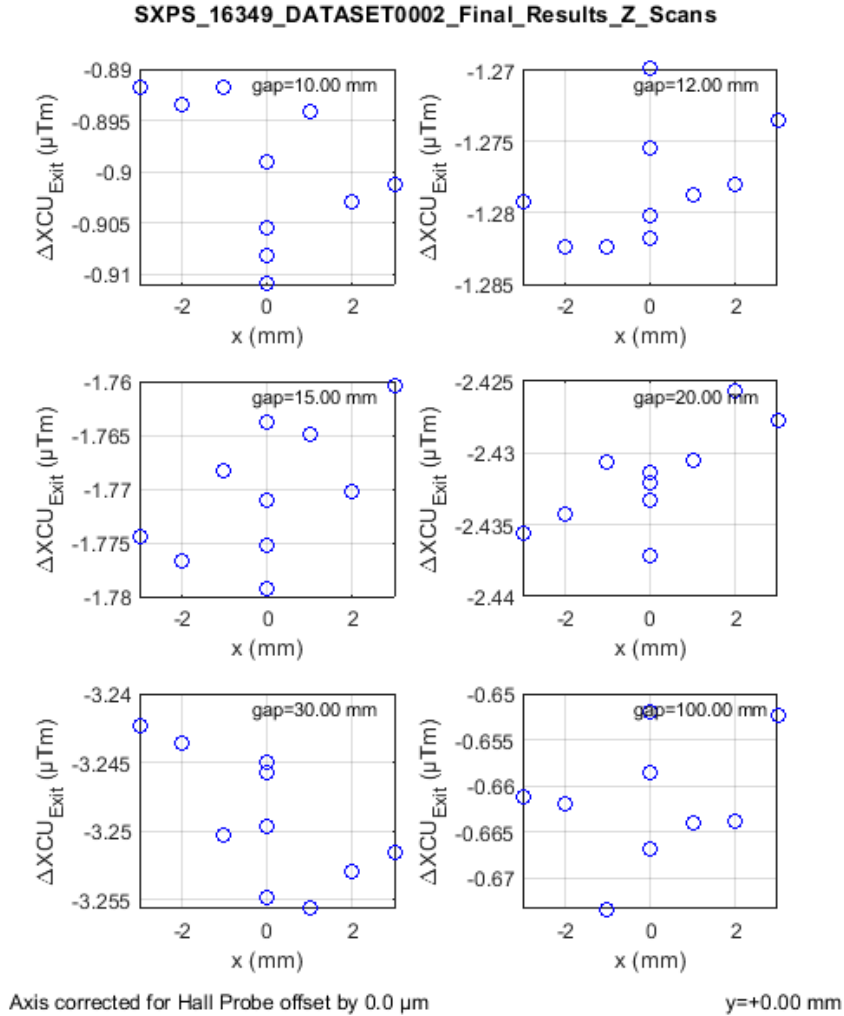 SXPS_16349_DATASET0002_Final_Results_Z_Scans
-0.89
-0.895
-0.9
-0.905
-0.91
ΔXCU_Exit (μTm)
gap=10.00 mm
-2 0 2
x (mm)
-1.27
-1.275
-1.28
-1.285
ΔXCU_Exit (μTm)
gap=12.00 mm
-2 0 2
x (mm)
-1.76
-1.765
-1.77
-1.775
-1.78
ΔXCU_Exit (μTm)
gap=15.00 mm
-2 0 2
x (mm)
-2.425
-2.43
-2.435
-2.44
ΔXCU_Exit (μTm)
gap=20.00 mm
-2 0 2
x (mm)
-3.24
-3.245
-3.25
-3.255
ΔXCU_Exit (μTm)
gap=30.00 mm
-2 0 2
x (mm)
-0.65
-0.655
-0.66
-0.665
-0.67
ΔXCU_Exit (μTm)
gap=100.00 mm
-2 0 2
x (mm)
Axis corrected for Hall Probe offset by 0.0 μm
y=+0.00 mm